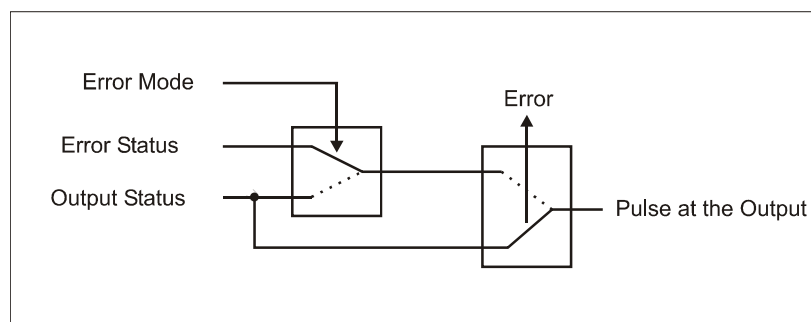 Error Mode
Error
Error Status
Output Status
Pulse at the Output